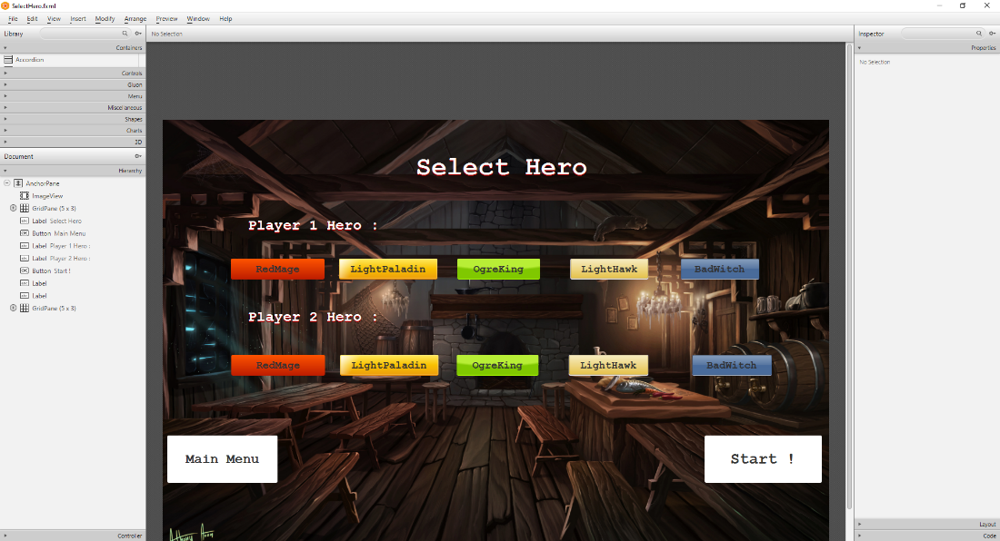 SelectHero.fxml
File Edit View Insert Modify Arrange Preview Window Help
Library
No Selection
Inspector
Containers
Properties
Accordion
No Selection
Controls
Gluon
Menu
Miscellaneous
Shapes
Charts
3D
Document
Hierarchy
AnchorPane
ImageView
GridPane (5 x 3)
Label Select Hero
Button Main Menu
Label Player 1 Hero :
Label Player 2 Hero :
Button Start !
Label
Label
GridPane (5 x 3)
Select Hero
Player 1 Hero :
RedMage LightPaladin OgreKing LightHawk BadWitch
Player 2 Hero :
RedMage LightPaladin OgreKing LightHawk BadWitch
Main Menu
Start !
Layout
Controller
Code